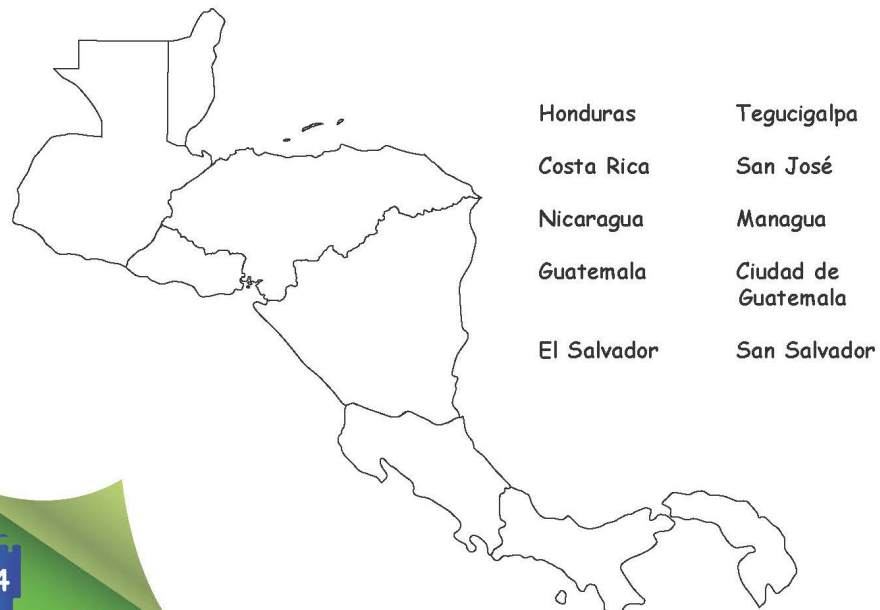 Honduras Tegucigalpa
Costa Rica San José
Nicaragua Managua
Guatemala Ciudad de
Guatemala
El Salvador San Salvador
4